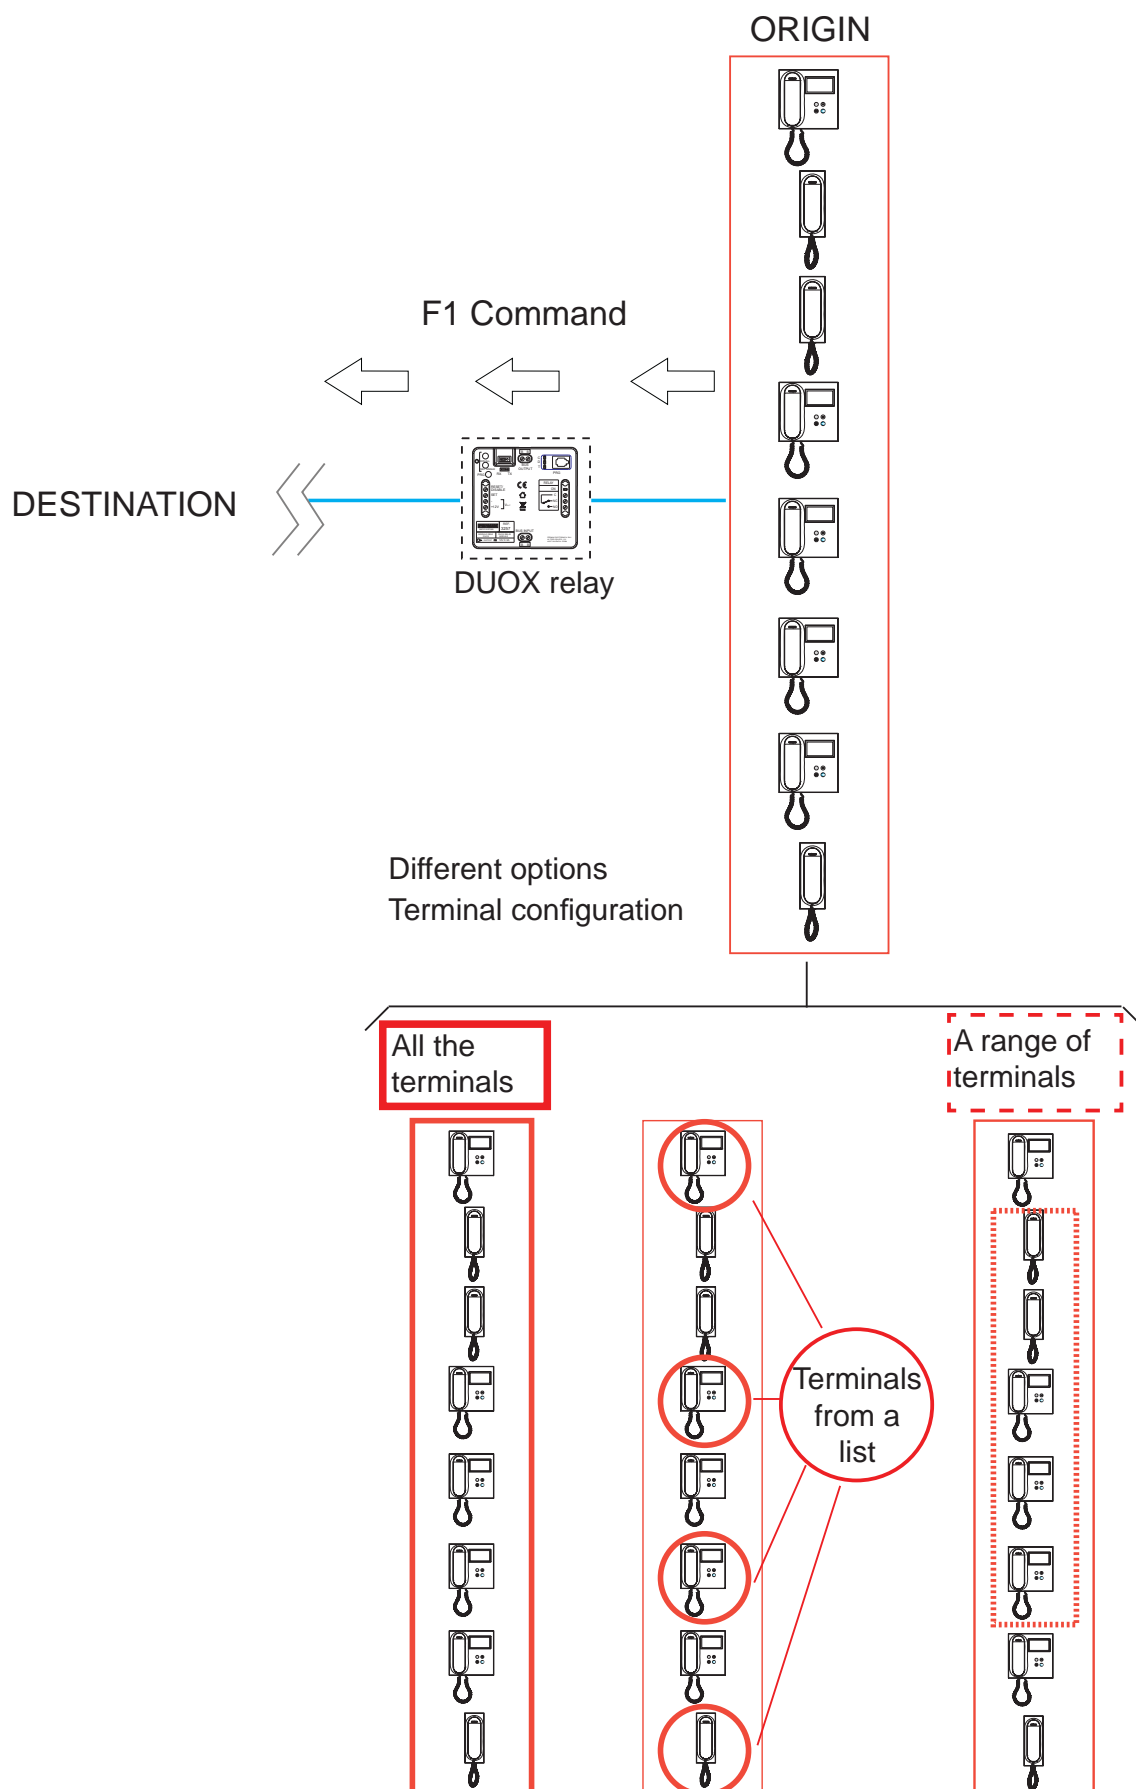 ORIGIN
F1 Command
DESTINATION
DUOX relay
Different options
Terminal configuration
All the
terminals
A range of
terminals
Terminals
from a
list